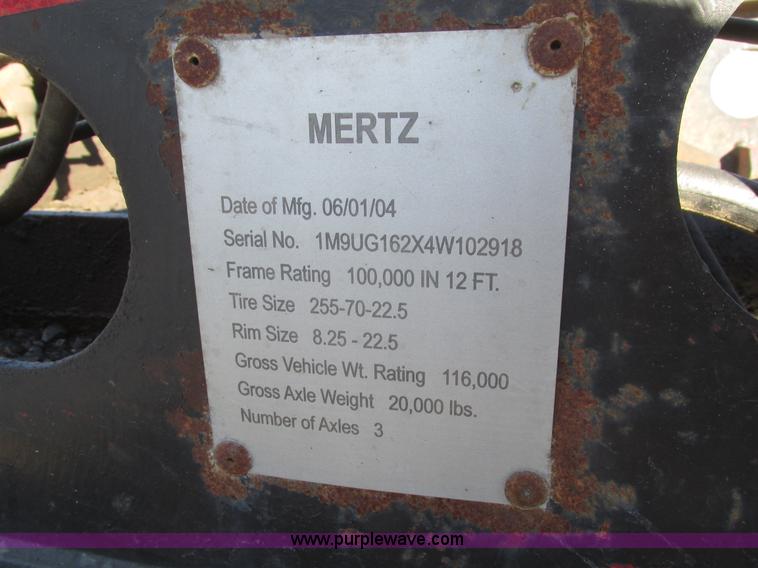 MERTZ
Date of Mfg. 06/01/04
Serial No. 1M9UG162X4W102918
Frame Rating 100,000 IN 12 FT.
Tire Size 255-70-22.5
Rim Size 8.25 - 22.5
Gross Vehicle Wt. Rating 116,000
Gross Axle Weight 20,000 lbs.
Number of Axles 3
www.purplewave.com